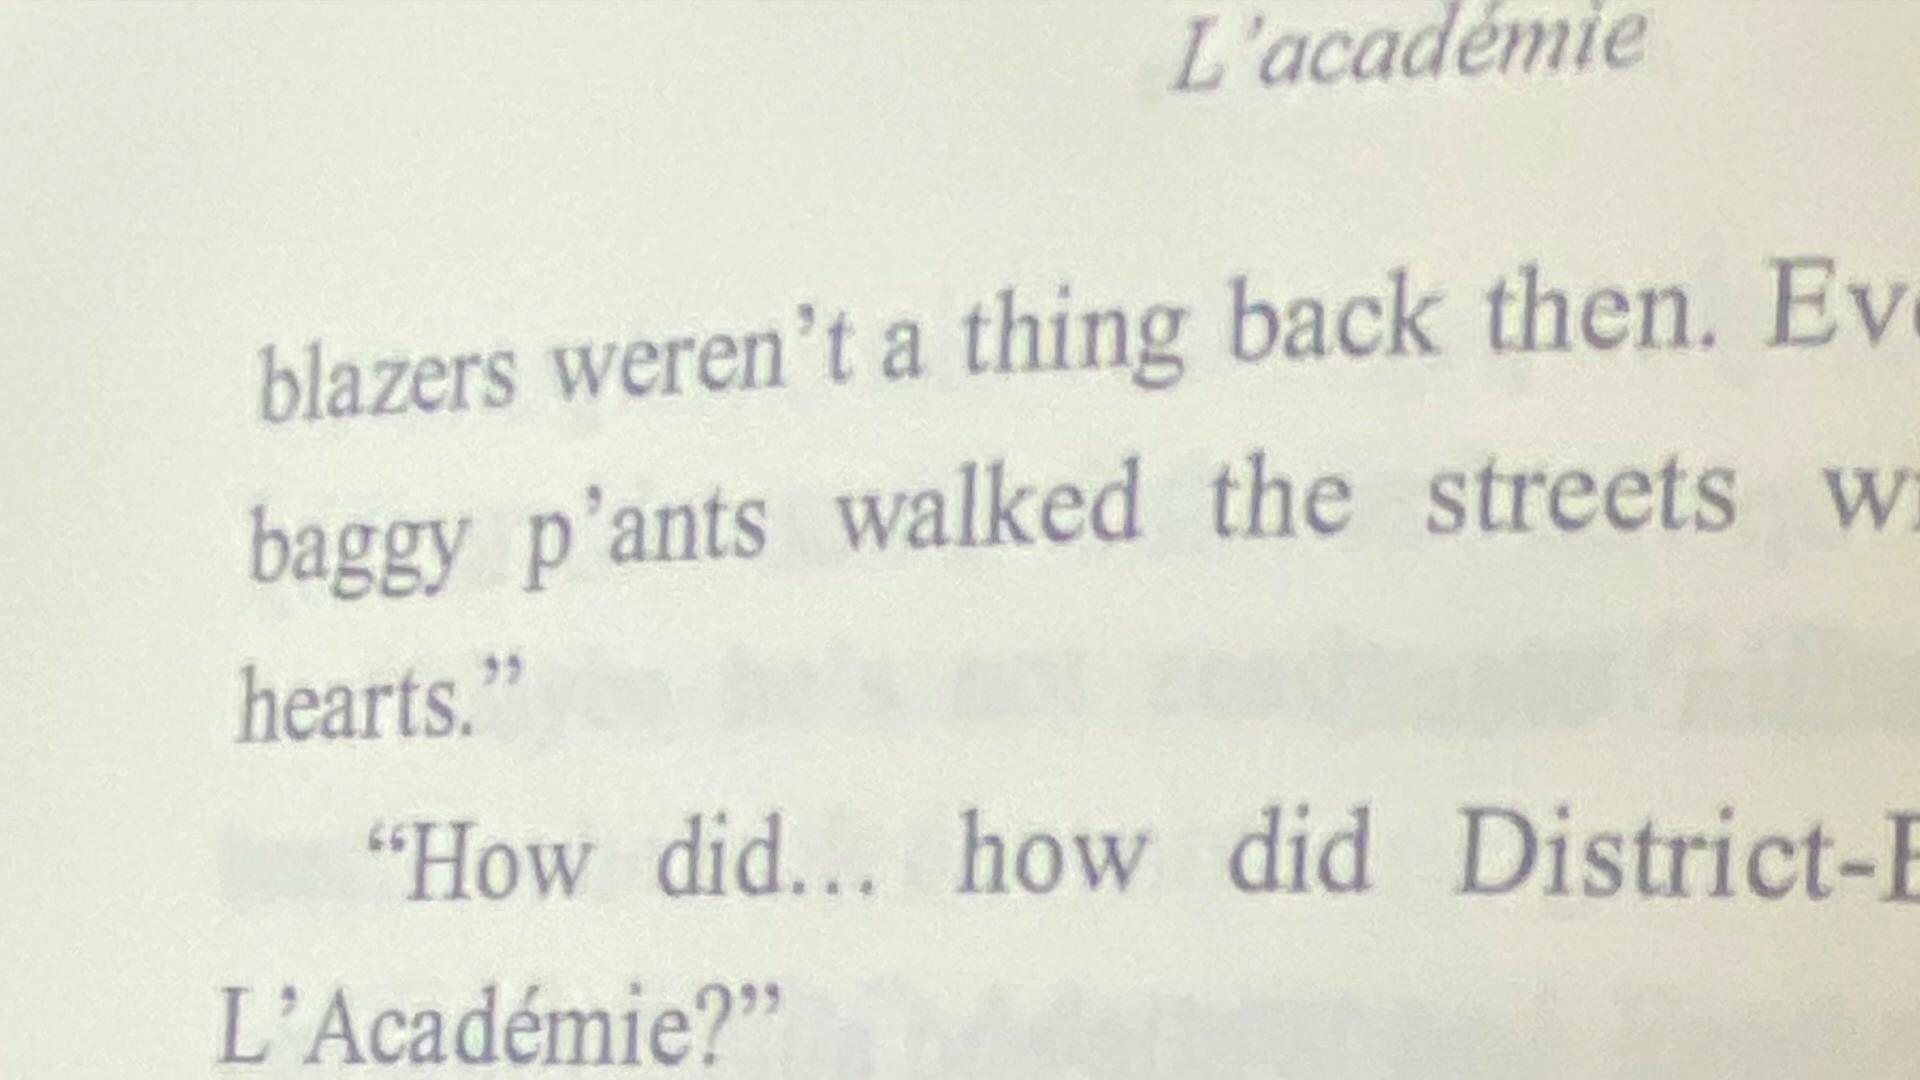 L'académie
blazers weren't a thing back then.
baggy p'ants walked the streets
hearts.”
“How did... how did
L'Académie?”